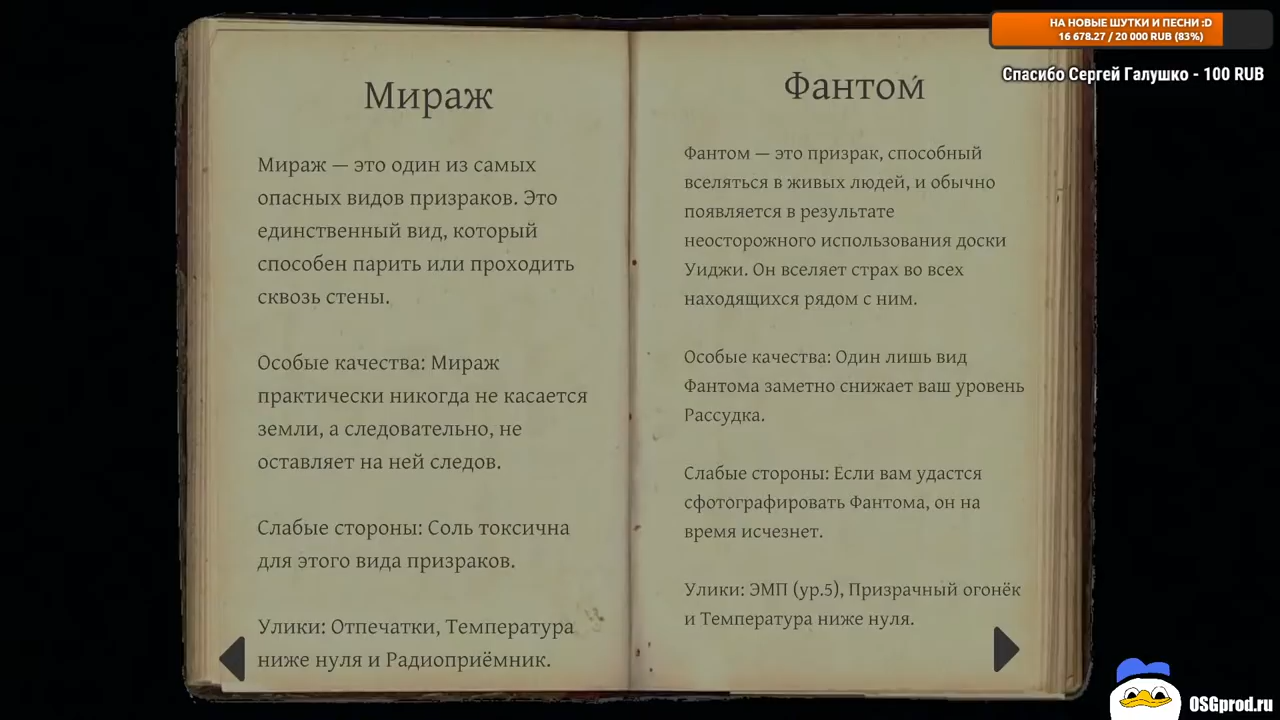 Мираж
Мираж — это один из самых
опасных видов призраков. Это
единственный вид, который
способен парить или проходить
сквозь стены.
Особые качества: Мираж
практически никогда не касается
земли, а следовательно, не
оставляет на ней следов.
Слабые стороны: Соль токсична
для этого вида призраков.
Улики: Отпечатки, Температура
ниже нуля и Радиоприёмник.
Фантом
Фантом — это призрак, способный
вселяться в живых людей, и обычно
появляется в результате
неосторожного использования доски
Уиджи. Он вселяет страх во всех
находящихся рядом с ним.
Особые качества: Один лишь вид
Фантома заметно снижает ваш уровень
Рассудка.
Слабые стороны: Если вам удастся
сфотографировать Фантома, он на
время исчезнет.
Улики: ЭМП (ур.5), Призрачный огонёк
и Температура ниже нуля.
НА НОВЫЕ ШУТКИ И ПЕСНИ :D
16 678.27 / 20 000 RUB (83%)
Спасибо Сергей Галушко - 100 RUB
OSGprod.ru